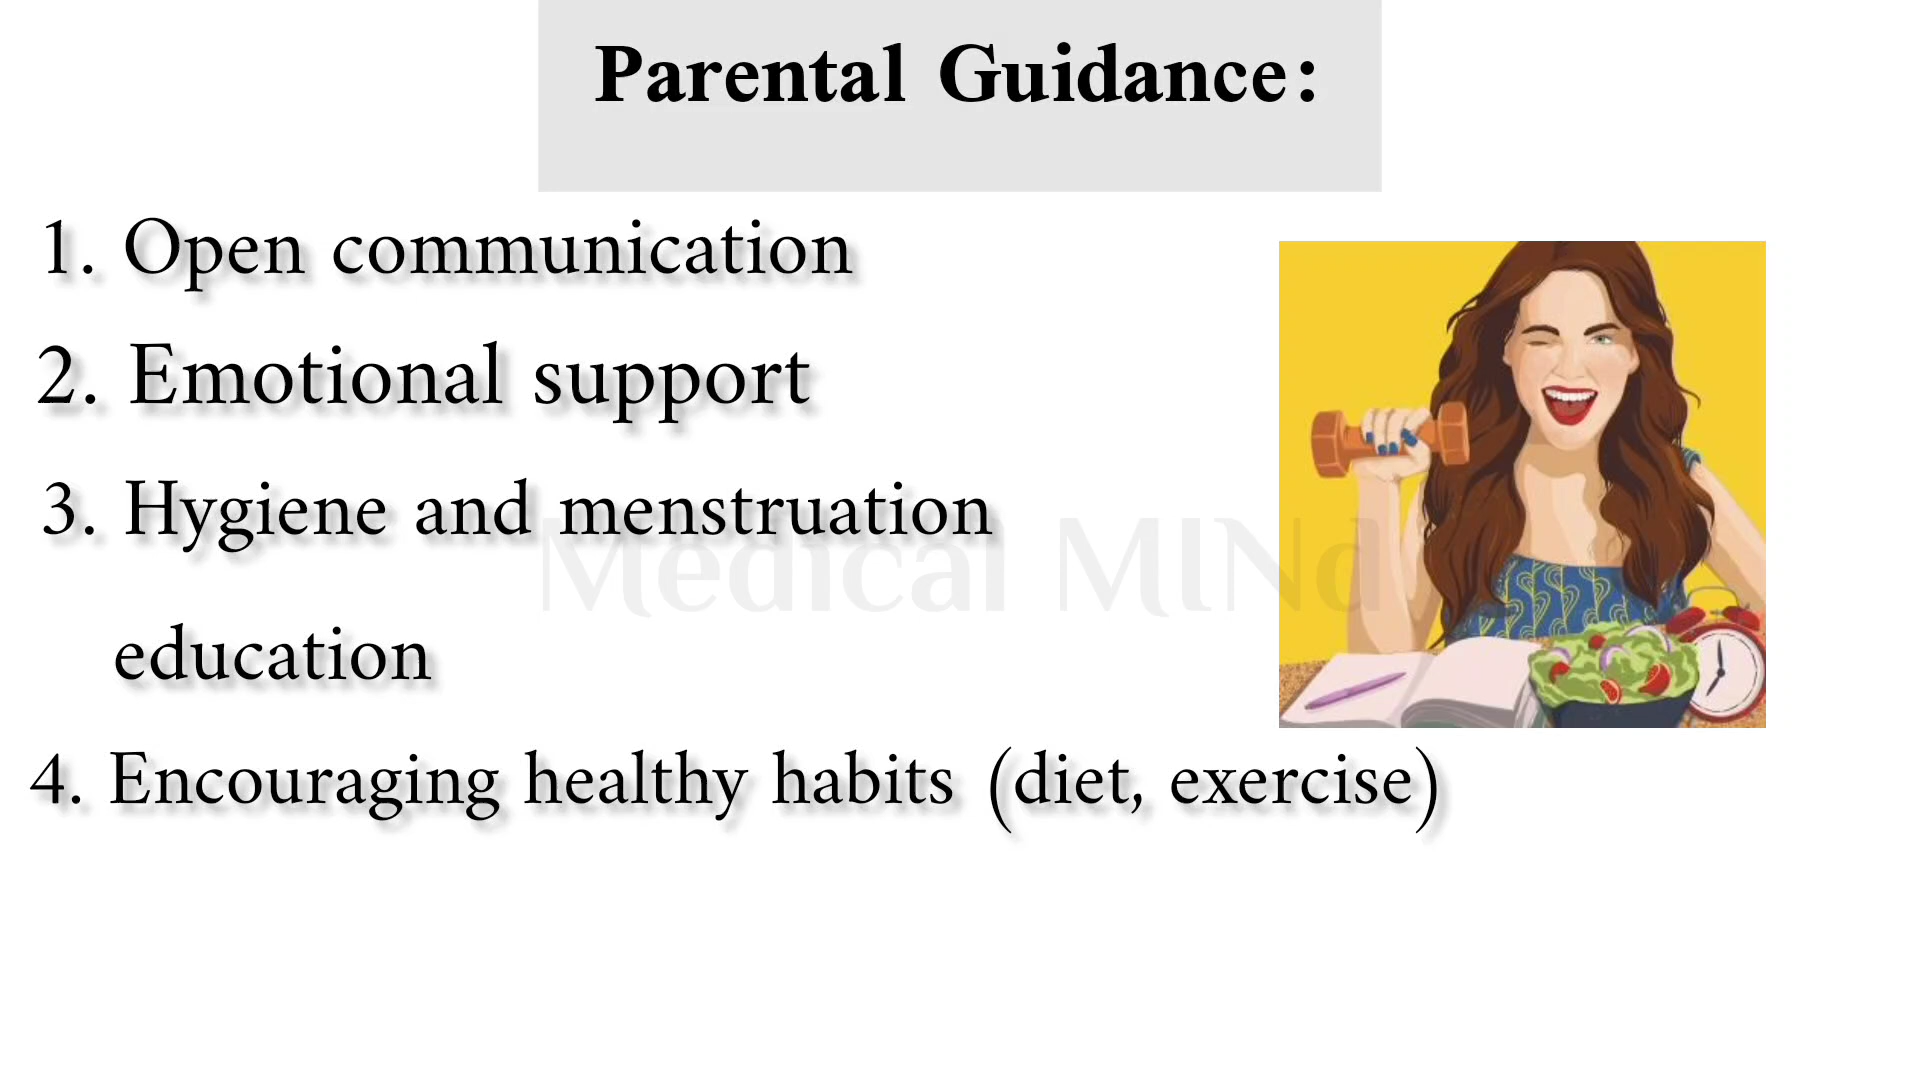 Parental Guidance:
1. Open communication
2. Emotional support
3. Hygiene and menstruation
education
4. Encouraging healthy habits (diet, exercise)
Medical MINd